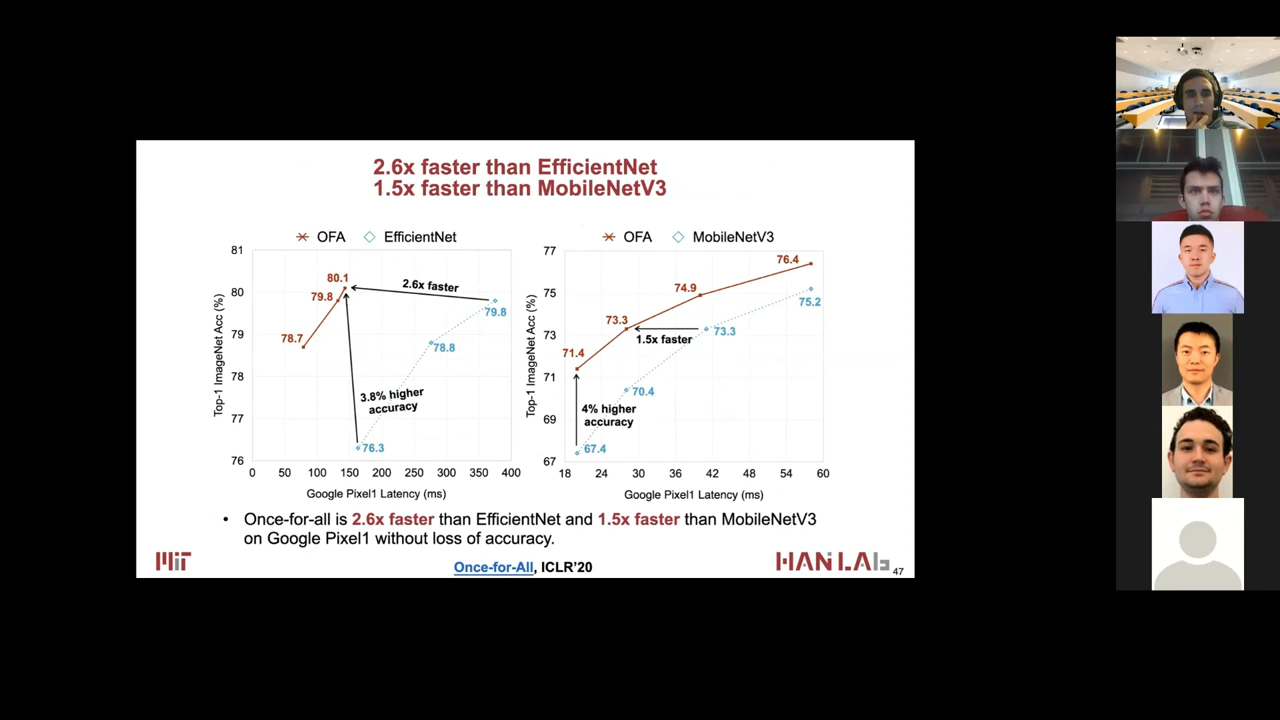 2.6x faster than EfficientNet
1.5x faster than MobileNetV3
OFA EfficientNet
81
80
79
78
77
76
0 50 100 150 200 250 300 350 400
Top-1 ImageNet Acc (%)
Google Pixel1 Latency (ms)
80.1
79.8
78.7
2.6x faster
79.8
78.8
3.8% higher
accuracy
76.3
OFA MobileNetV3
77
75
73
71
69
67
18 24 30 36 42 48 54 60
Top-1 ImageNet Acc (%)
Google Pixel1 Latency (ms)
76.4
74.9
73.3
71.4
75.2
73.3
1.5x faster
70.4
4% higher
accuracy
67.4
• Once-for-all is 2.6x faster than EfficientNet and 1.5x faster than MobileNetV3
on Google Pixel1 without loss of accuracy.
MIT
Once-for-All, ICLR'20
HAN LAb
47